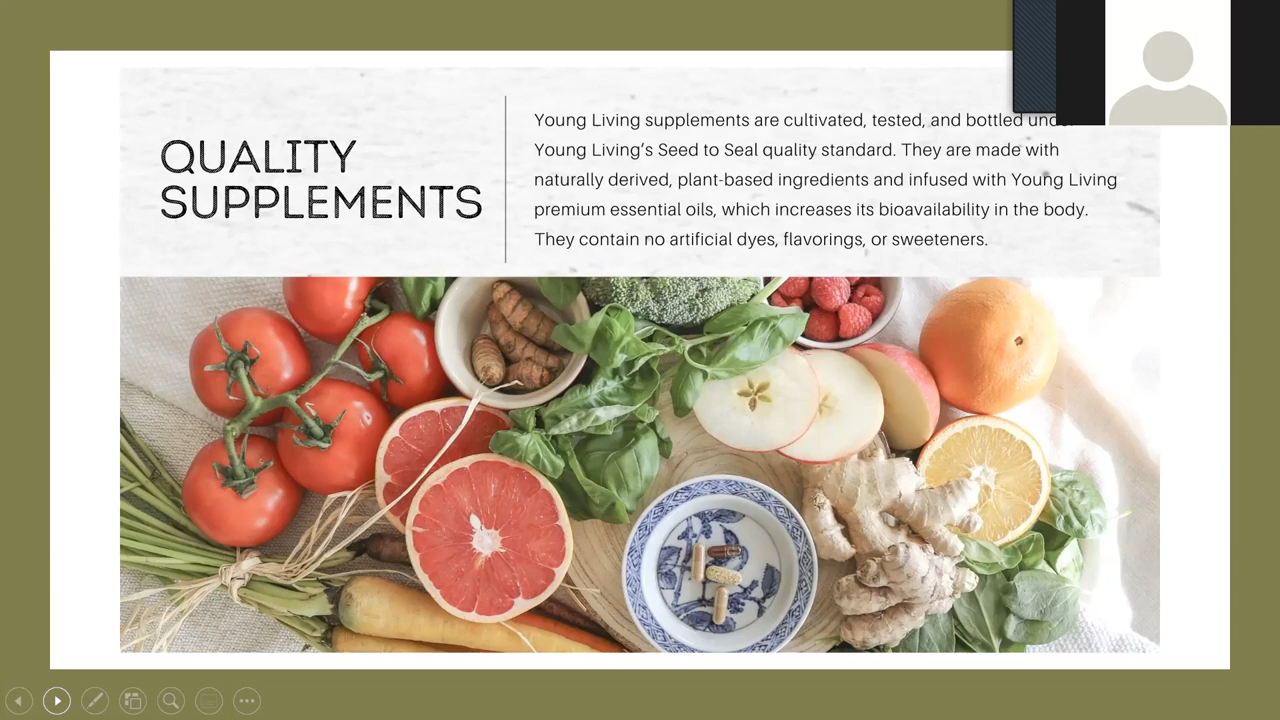 QUALITY
SUPPLEMENTS
Young Living supplements are cultivated, tested, and bottled
Young Living’s Seed to Seal quality standard. They are made with
naturally derived, plant-based ingredients and infused with Young Living
premium essential oils, which increases its bioavailability in the body.
They contain no artificial dyes, flavorings, or sweeteners.